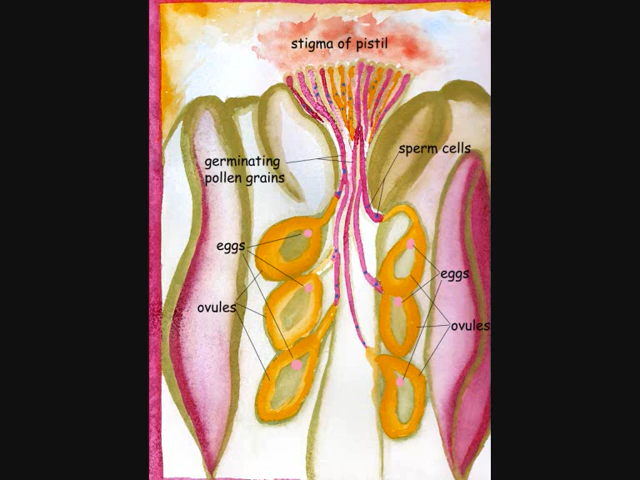 stigma of pistil
germinating
pollen grains
sperm cells
eggs
eggs
ovules
ovules